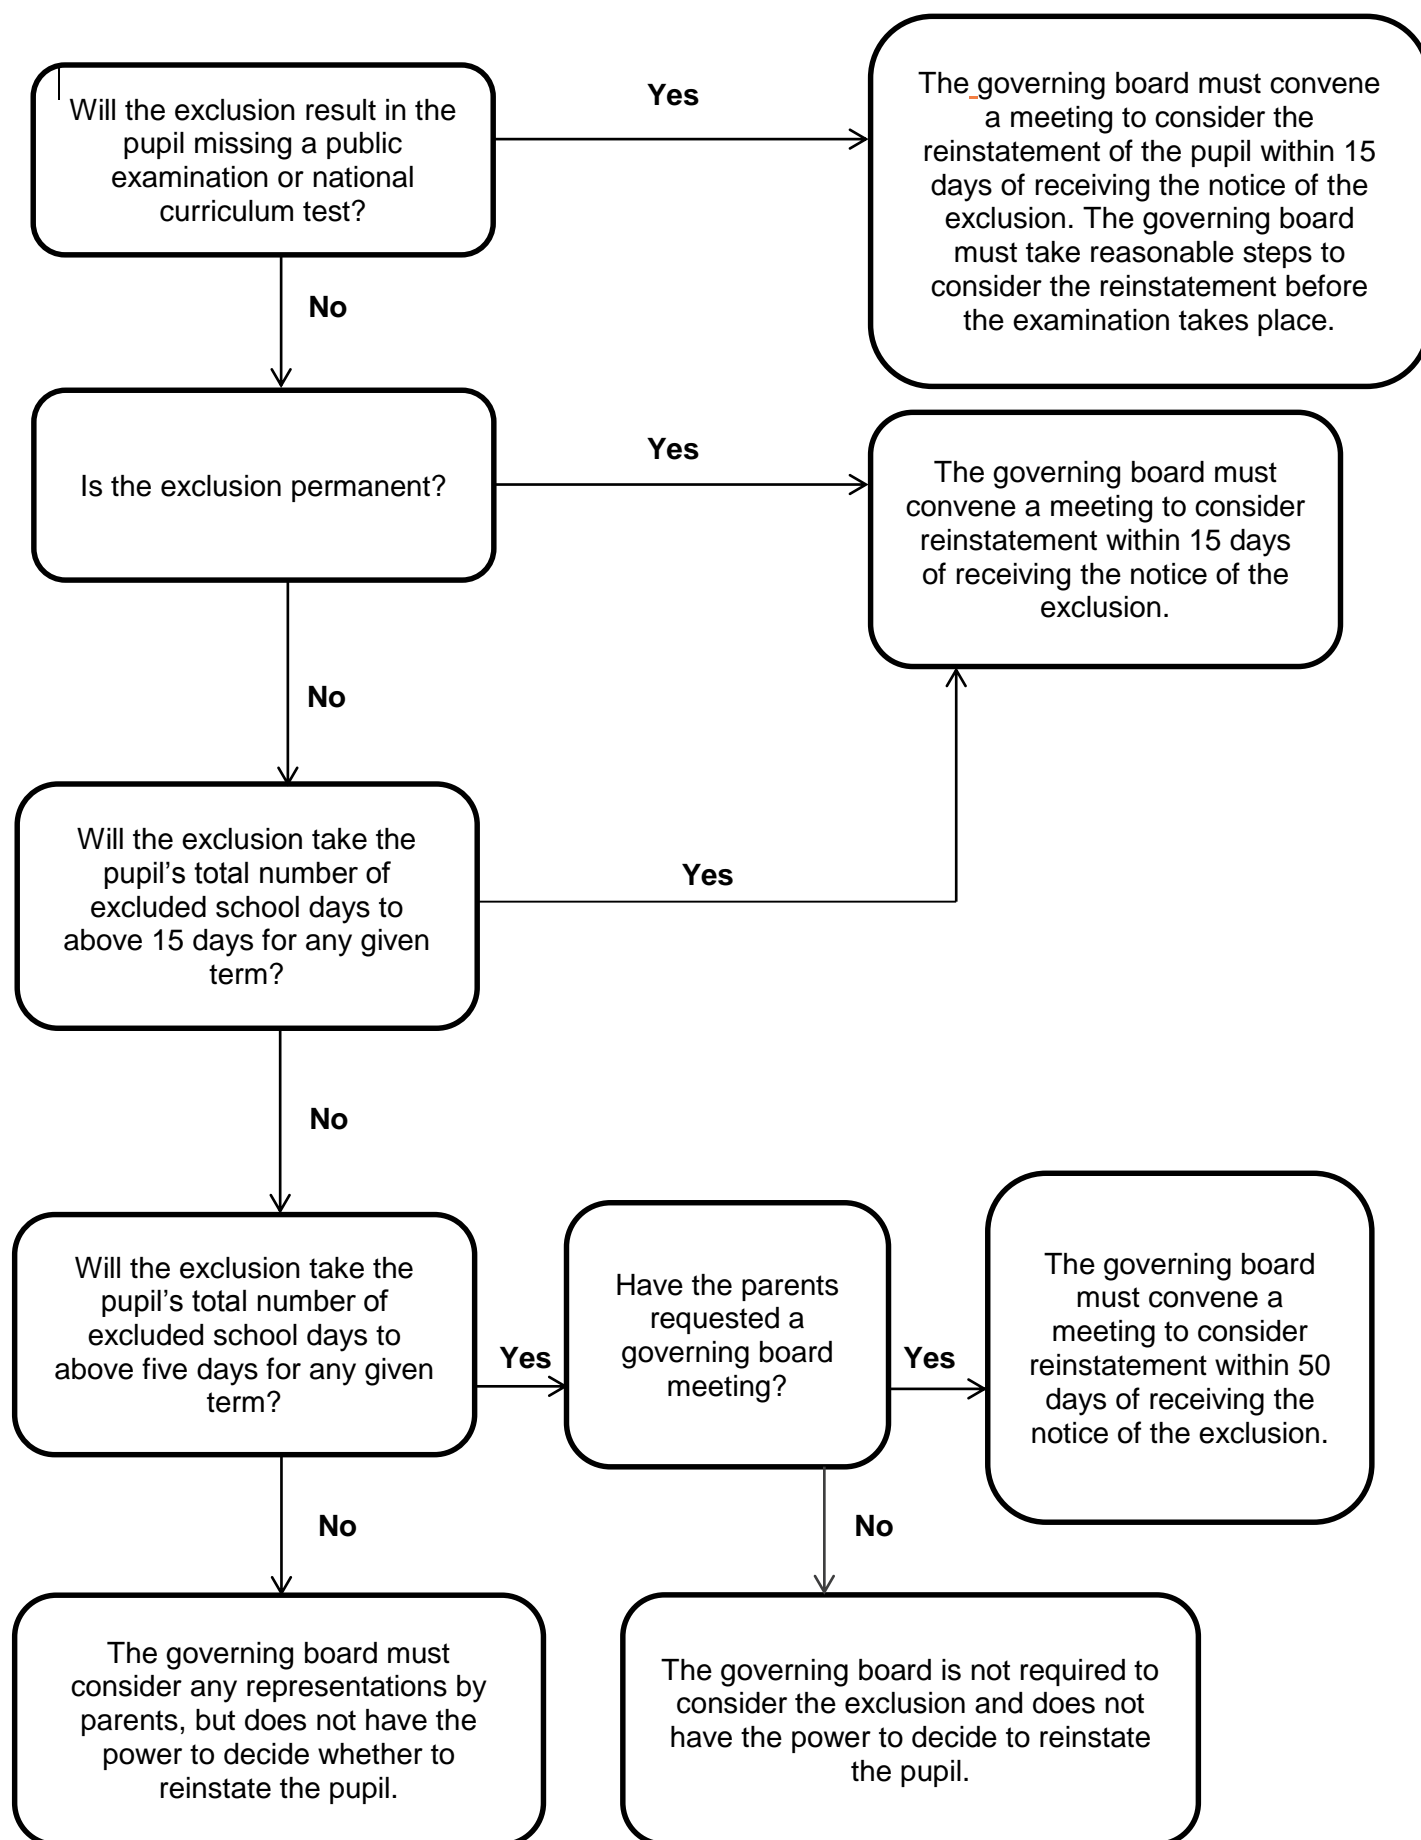 Will the exclusion result in the
pupil missing a public
examination or national
curriculum test?
Yes
The governing board must convene
a meeting to consider the
reinstatement of the pupil within 15
days of receiving the notice of the
exclusion. The governing board
must take reasonable steps to
consider the reinstatement before
the examination takes place.
No
Is the exclusion permanent?
Yes
The governing board must
convene a meeting to consider
reinstatement within 15 days
of receiving the notice of the
exclusion.
No
Will the exclusion take the
pupil’s total number of
excluded school days to
above 15 days for any given
term?
Yes
No
Will the exclusion take the
pupil’s total number of
excluded school days to
above five days for any given
term?
Yes
Have the parents
requested a
governing board
meeting?
Yes
The governing board
must convene a
meeting to consider
reinstatement within 50
days of receiving the
notice of the exclusion.
No
No
The governing board must
consider any representations by
parents, but does not have the
power to decide whether to
reinstate the pupil.
The governing board is not required to
consider the exclusion and does not
have the power to decide to reinstate
the pupil.